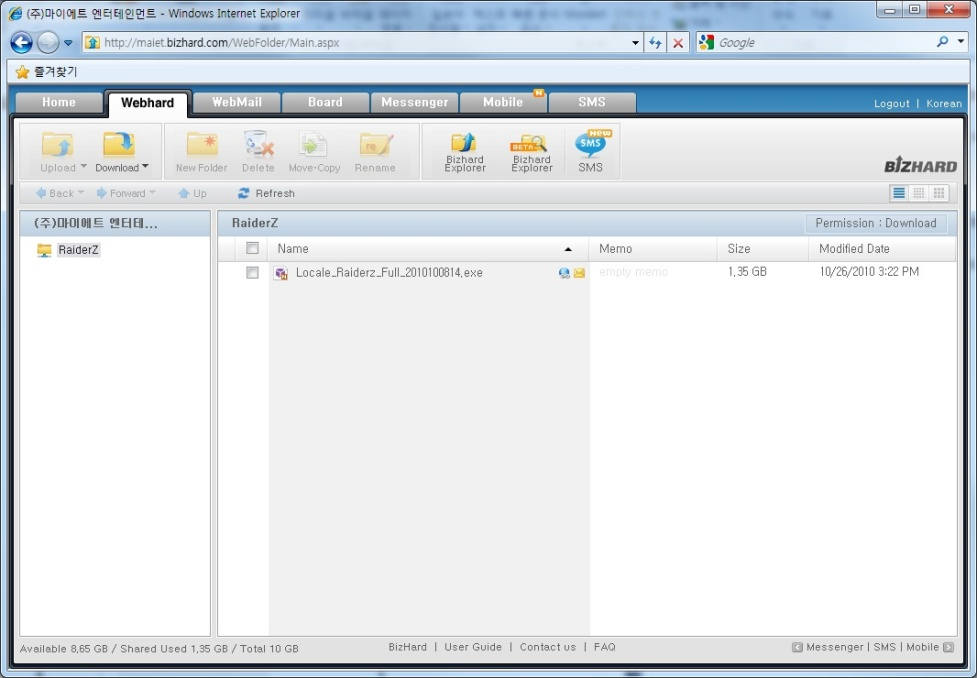 (주)마이에트 엔터테인먼트 - Windows Internet Explorer
http://maiet.bizhard.com/WebFolder/Main.aspx
Google
즐겨찾기
Home Webhard WebMail Board Messenger Mobile N SMS Logout | Korean
Upload Download New Folder Delete Move·Copy Rename Bizhard Explorer BETA Bizhard Explorer SMS New SMS BIZHARD
Back Forward Up Refresh
(주)마이에트 엔터테... RaiderZ Permission : Download
RaiderZ Name Memo Size Modified Date
Locale_Raiderz_Full_2010100814.exe empty memo 1,35 GB 10/26/2010 3:22 PM
Available 8,65 GB / Shared Used 1,35 GB / Total 10 GB BizHard | User Guide | Contact us | FAQ Messenger | SMS | Mobile